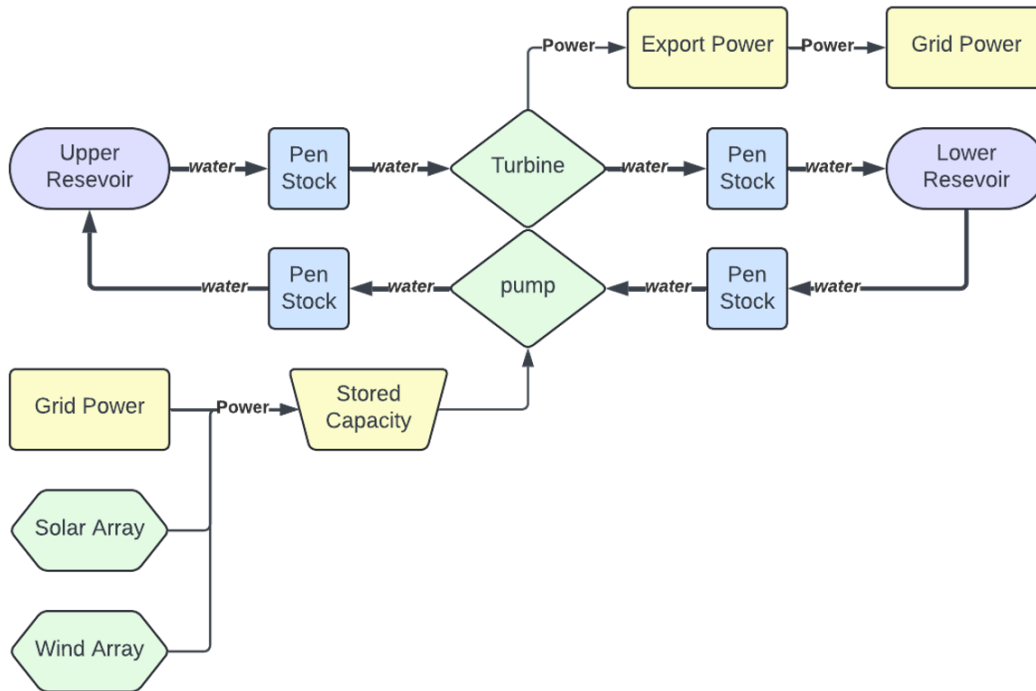 Power
Export Power
Power
Grid Power
Upper
Resevoir
water
Pen
Stock
water
Turbine
water
Pen
Stock
water
Lower
Resevoir
water
Pen
Stock
water
pump
water
Pen
Stock
water
Grid Power
Power
Stored
Capacity
Solar Array
Wind Array